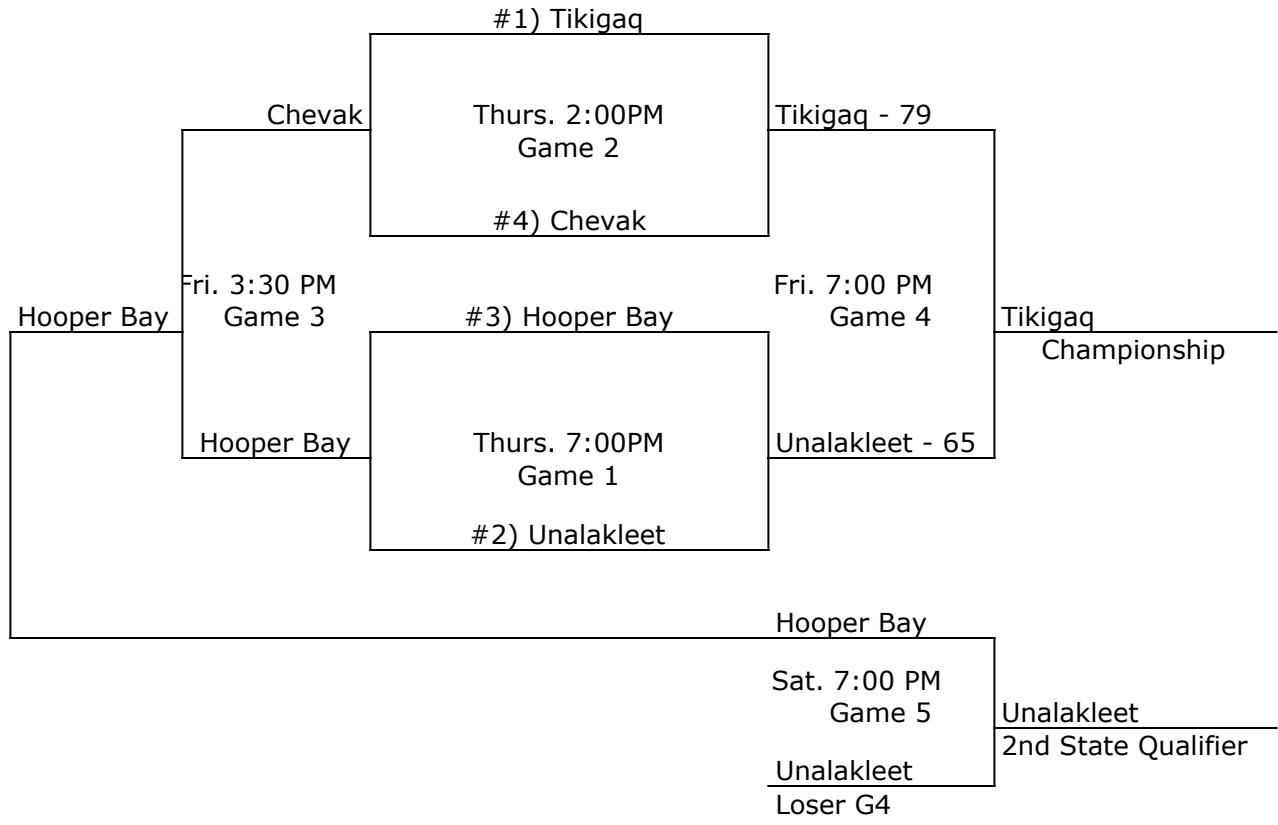 #1) Tikigaq
Chevak
Thurs. 2:00PM
Game 2
Tikigaq - 79
#4) Chevak
Fri. 3:30 PM
Game 3
Fri. 7:00 PM
Game 4
Hooper Bay
#3) Hooper Bay
Tikigaq
Championship
Hooper Bay
Thurs. 7:00PM
Game 1
Unalakleet - 65
#2) Unalakleet
Hooper Bay
Sat. 7:00 PM
Game 5
Unalakleet
2nd State Qualifier
Unalakleet
Loser G4